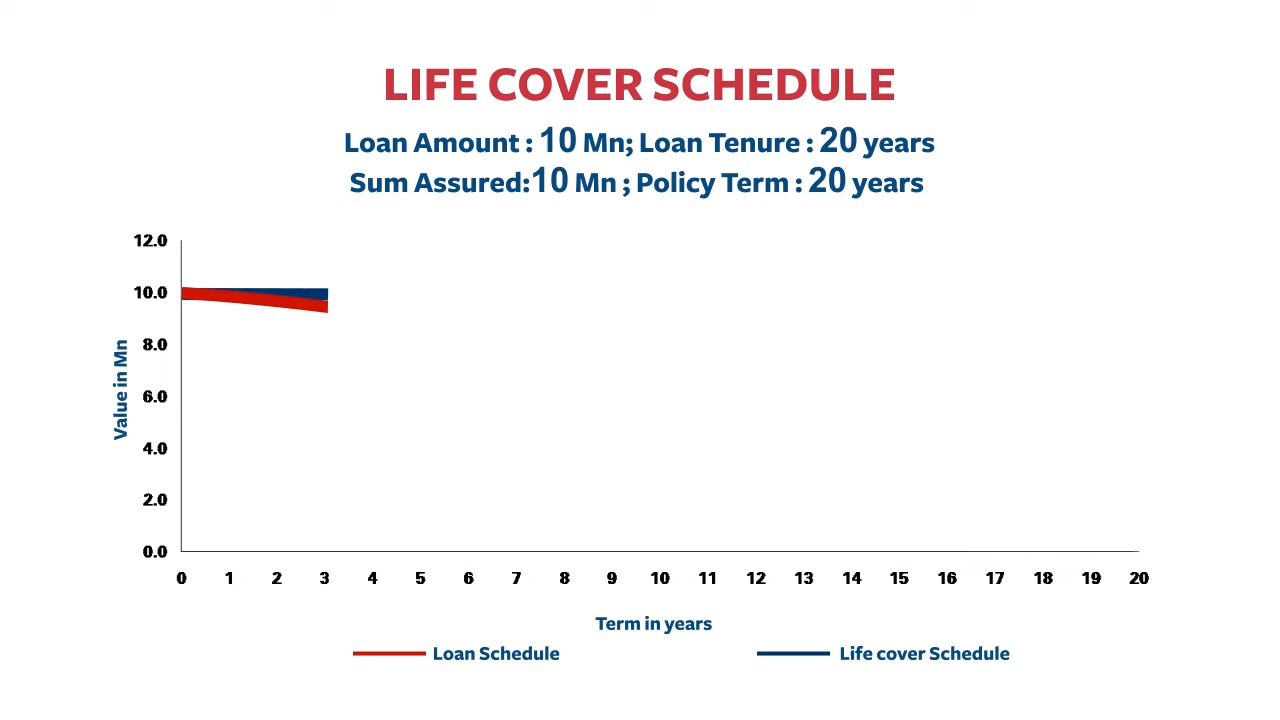 LIFE COVER SCHEDULE
Loan Amount : 10 Mn; Loan Tenure : 20 years
Sum Assured:10 Mn ; Policy Term : 20 years
12.0
10.0
8.0
6.0
4.0
2.0
0.0
Value in Mn
0 1 2 3 4 5 6 7 8 9 10 11 12 13 14 15 16 17 18 19 20
Term in years
Loan Schedule Life cover Schedule